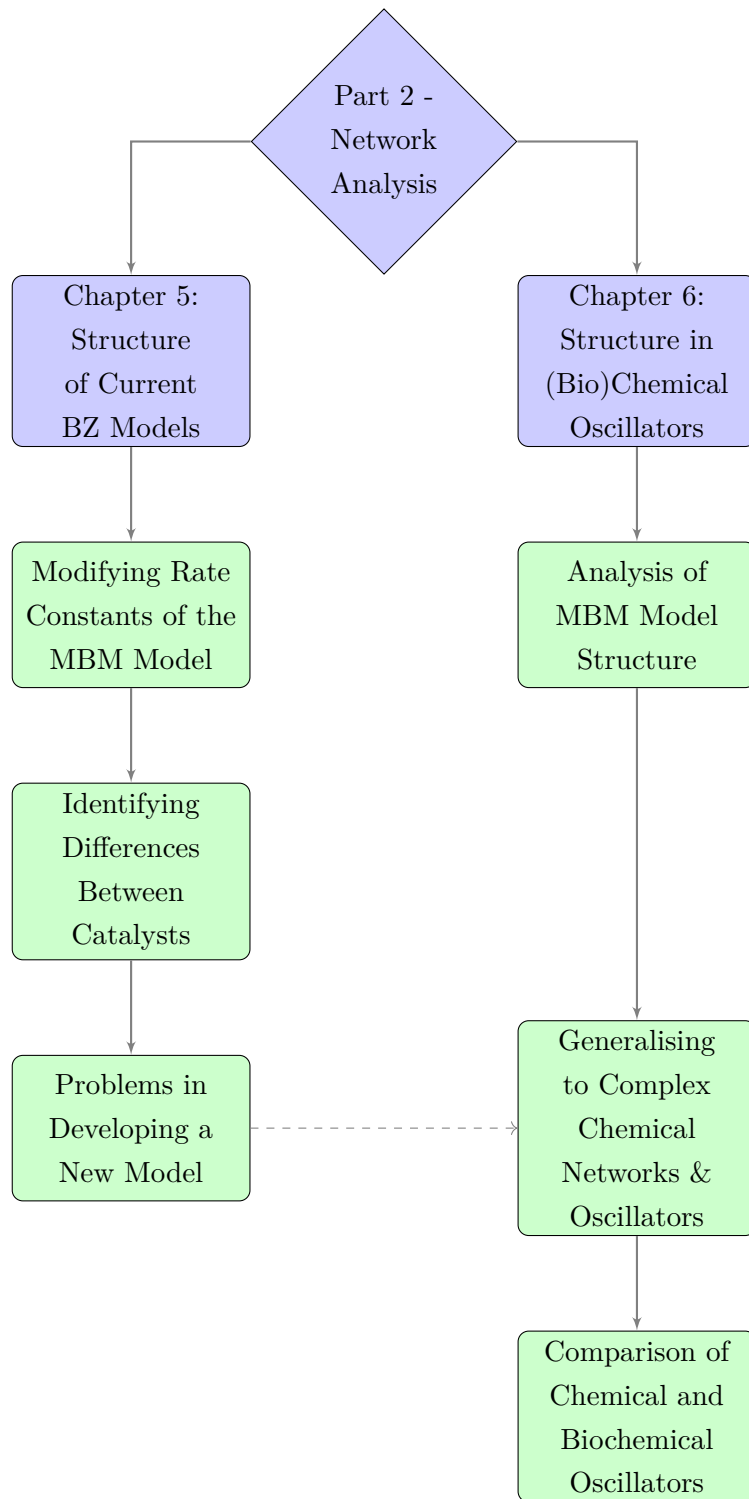 Part 2 -
Network
Analysis
Chapter 5:
Structure
of Current
BZ Models
Chapter 6:
Structure in
(Bio)Chemical
Oscillators
Modifying Rate
Constants of the
MBM Model
Analysis of
MBM Model
Structure
Identifying
Differences
Between
Catalysts
Problems in
Developing a
New Model
Generalising
to Complex
Chemical
Networks &
Oscillators
Comparison of
Chemical and
Biochemical
Oscillators